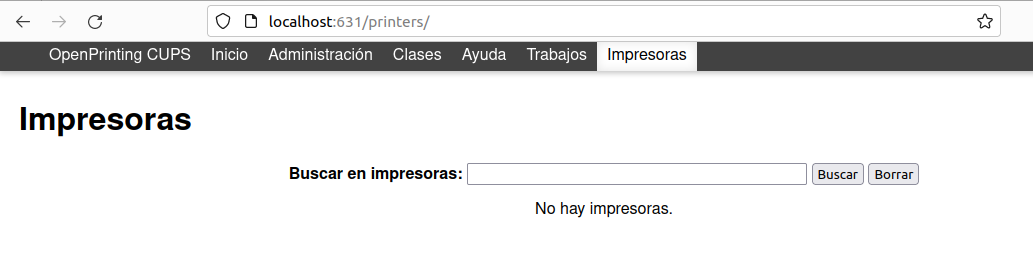 localhost:631/printers/
OpenPrinting CUPS Inicio Administración Clases Ayuda Trabajos Impresoras
Impresoras
Buscar en impresoras: Buscar Borrar
No hay impresoras.